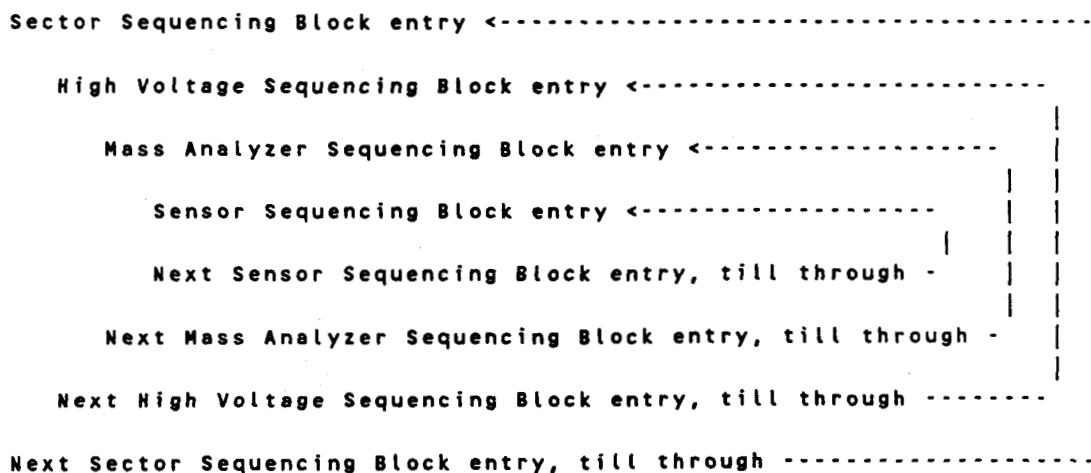 Sector Sequencing Block entry <--------------------------------------
High Voltage Sequencing Block entry <--------------------------
Mass Analyzer Sequencing Block entry <-------------------
Sensor Sequencing Block entry <-------------------
Next Sensor Sequencing Block entry, till through -
Next Mass Analyzer Sequencing Block entry, till through -
Next High Voltage Sequencing Block entry, till through --------
Next Sector Sequencing Block entry, till through --------------------